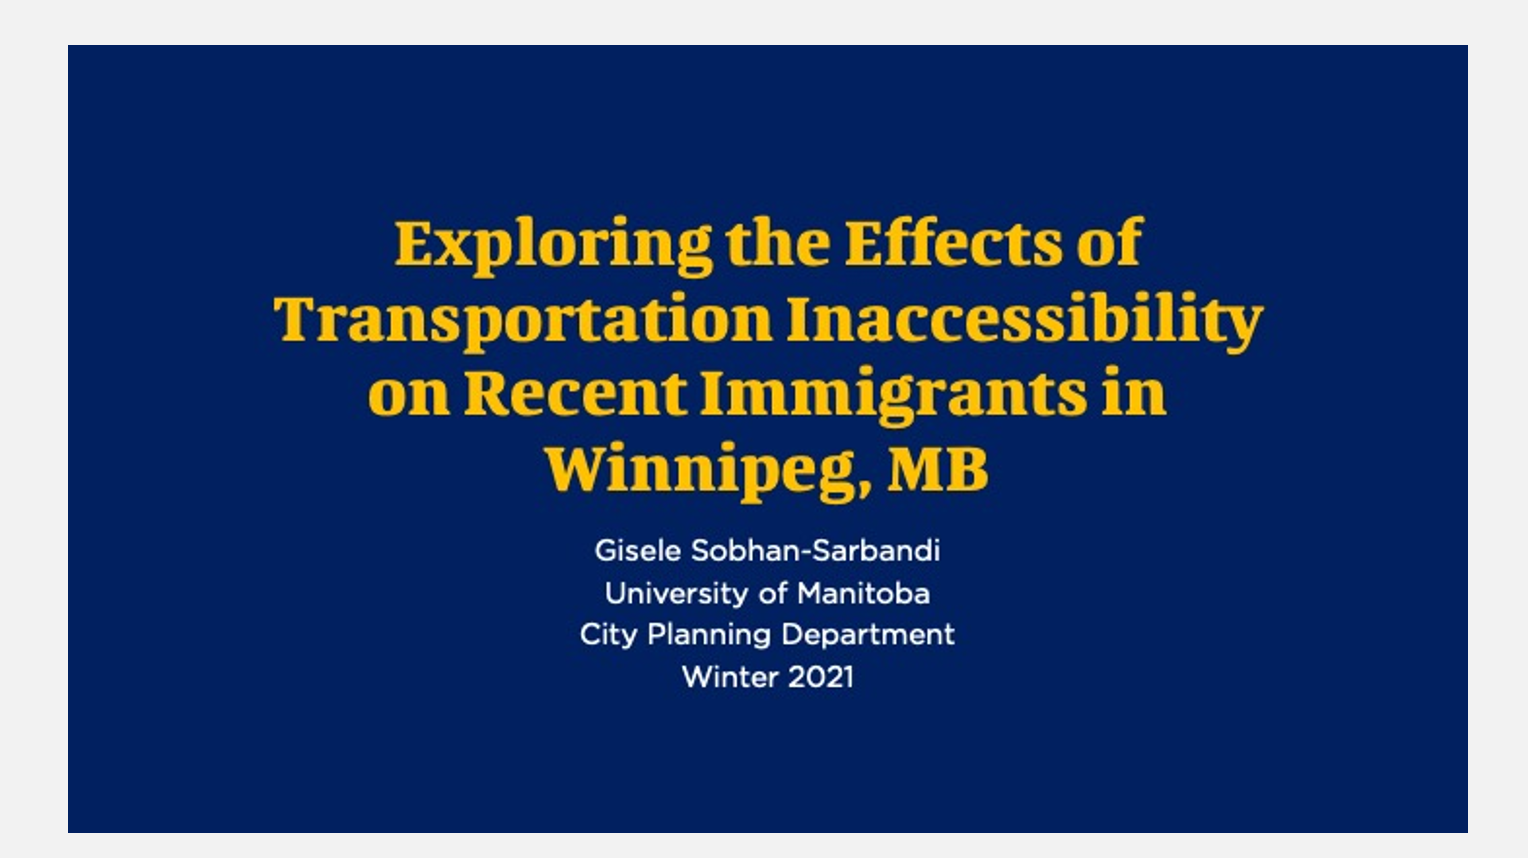 Exploring the Effects of
Transportation Inaccessibility
on Recent Immigrants in
Winnipeg, MB
Gisele Sobhan-Sarbandi
University of Manitoba
City Planning Department
Winter 2021